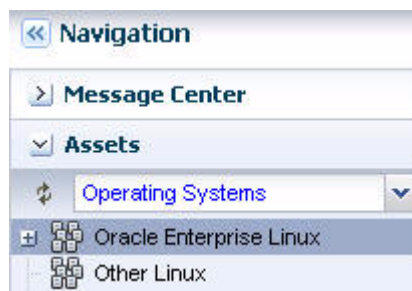 Navigation
Message Center
Assets
Operating Systems
Oracle Enterprise Linux
Other Linux